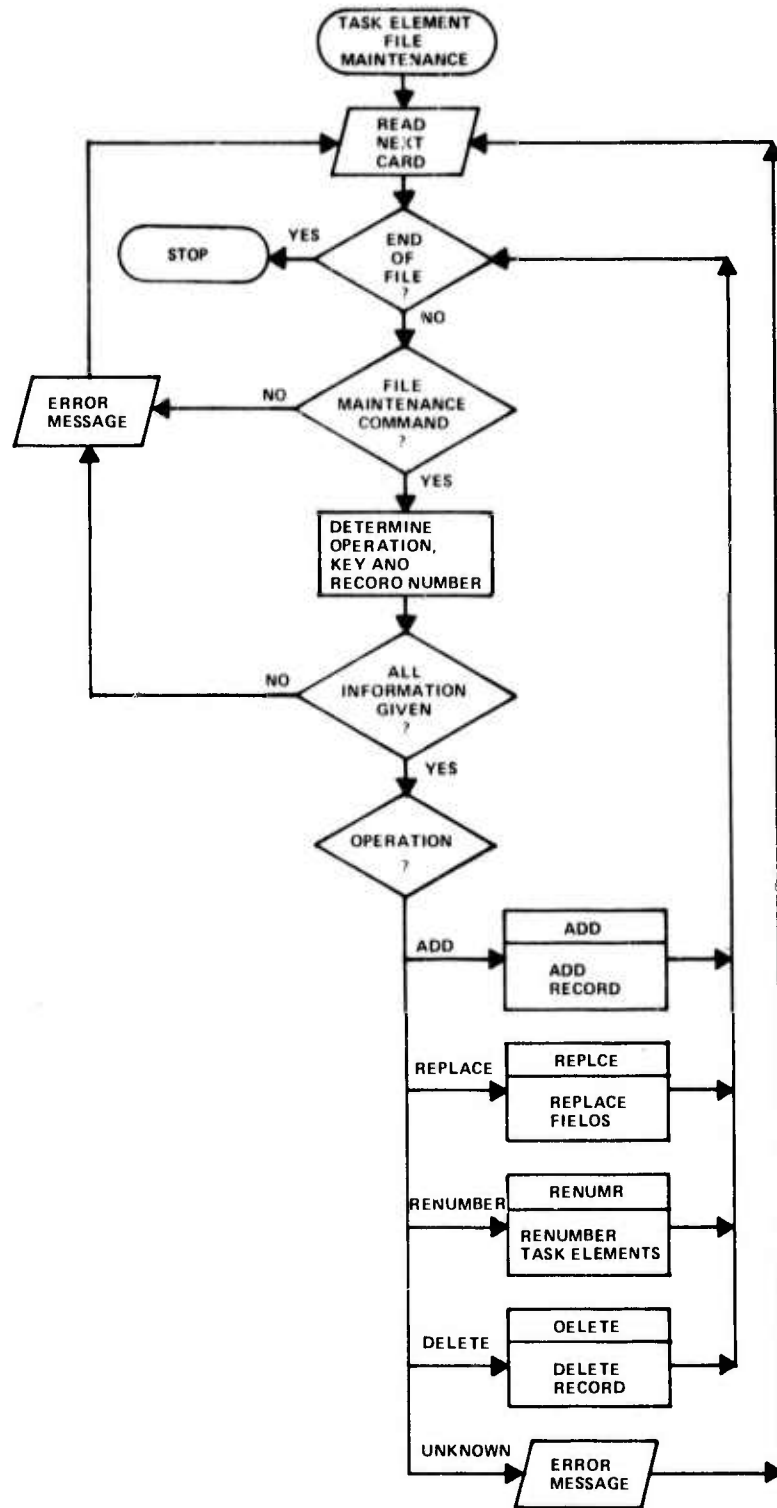 TASK ELEMENT
FILE
MAINTENANCE
READ
NEXT
CARD
YES
STOP
END
OF
FILE
?
NO
NO
FILE
MAINTENANCE
COMMAND
?
ERROR
MESSAGE
YES
DETERMINE
OPERATION,
KEY AND
RECORO NUMBER
NO
ALL
INFORMATION
GIVEN
?
YES
OPERATION
?
ADD
ADD
ADD
RECORD
REPLACE
REPLCE
REPLACE
FIELOS
RENUMBER
RENUMR
RENUMBER
TASK ELEMENTS
DELETE
OELETE
DELETE
RECORD
UNKNOWN
ERROR
MESSAGE